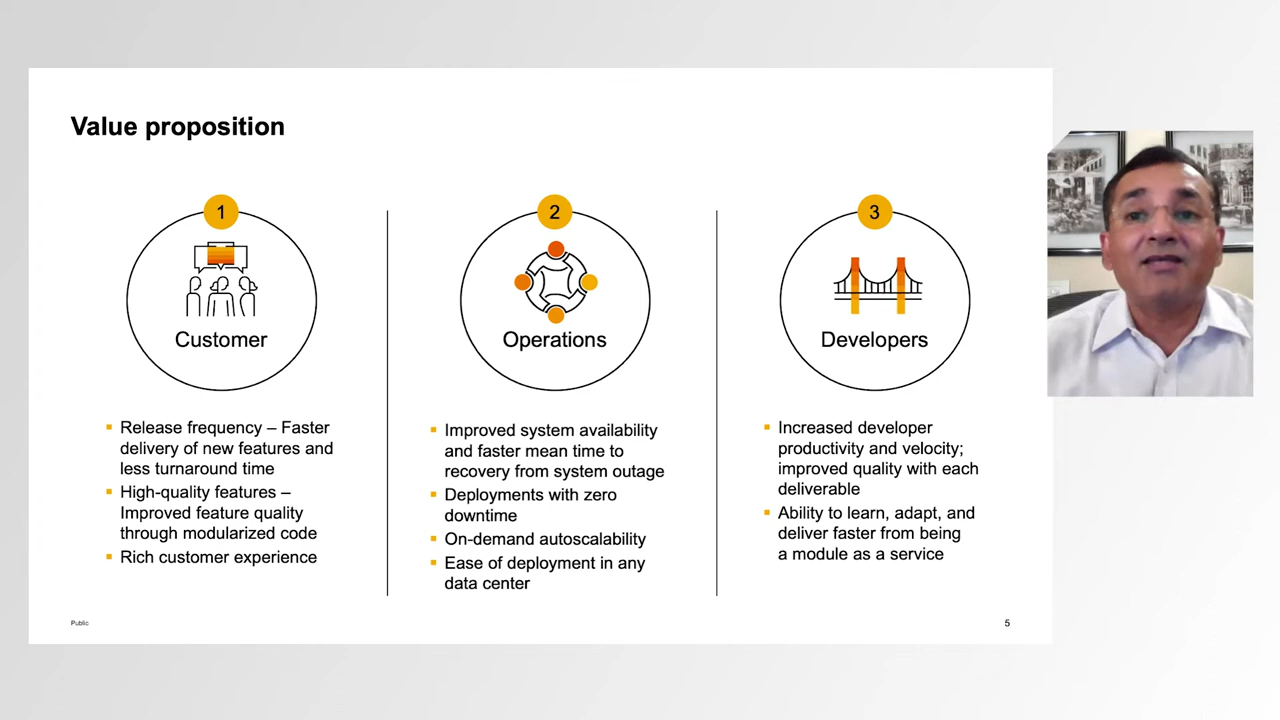 Value proposition
1
Customer
Release frequency – Faster
delivery of new features and
less turnaround time
High-quality features –
Improved feature quality
through modularized code
Rich customer experience
2
Operations
Improved system availability
and faster mean time to
recovery from system outage
Deployments with zero
downtime
On-demand autoscalability
Ease of deployment in any
data center
3
Developers
Increased developer
productivity and velocity;
improved quality with each
deliverable
Ability to learn, adapt, and
deliver faster from being
a module as a service
Public
5